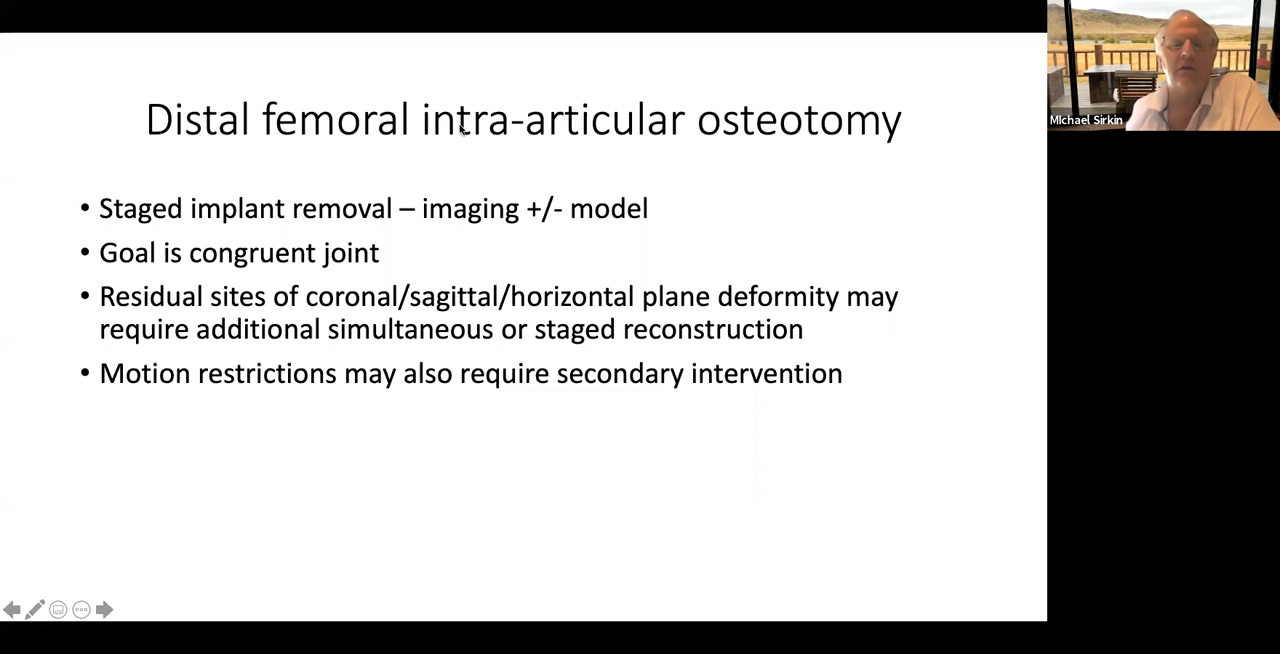 Distal femoral intra-articular osteotomy
• Staged implant removal – imaging +/- model
• Goal is congruent joint
• Residual sites of coronal/sagittal/horizontal plane deformity may
require additional simultaneous or staged reconstruction
• Motion restrictions may also require secondary intervention
MIchael Sirkin